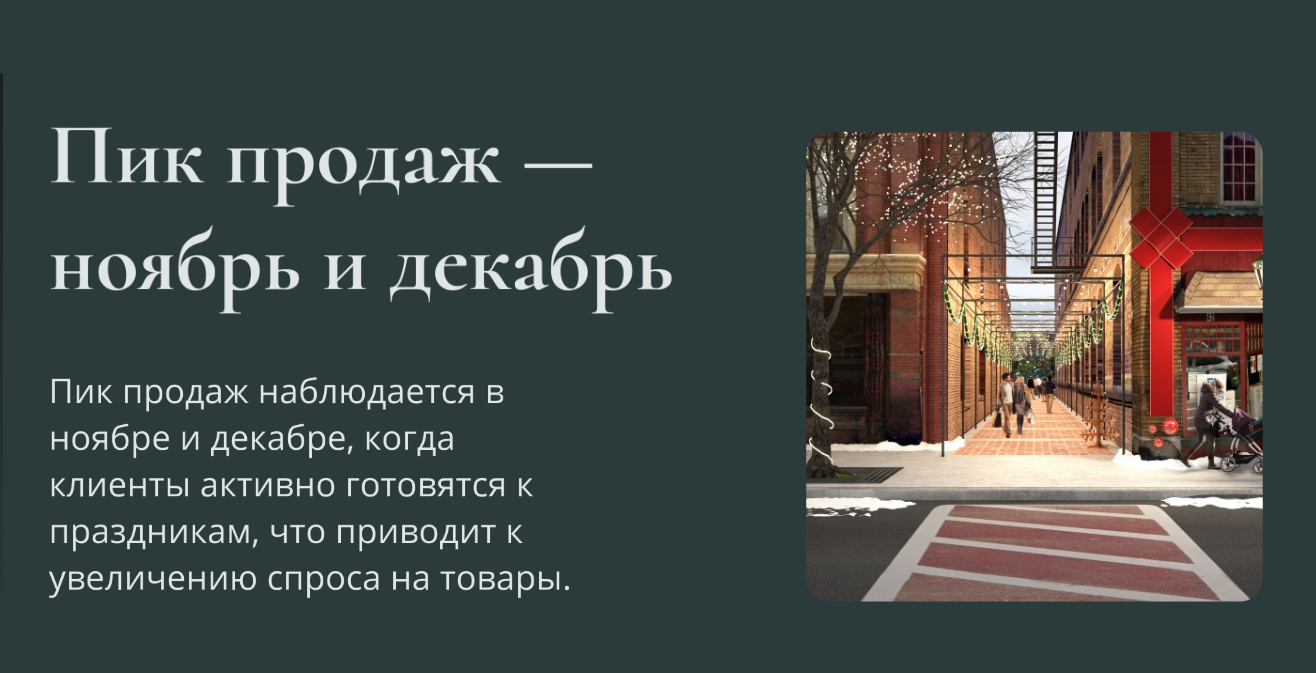 Пик продаж —
ноябрь и декабрь
Пик продаж наблюдается в
ноябре и декабре, когда
клиенты активно готовятся к
праздникам, что приводит к
увеличению спроса на товары.